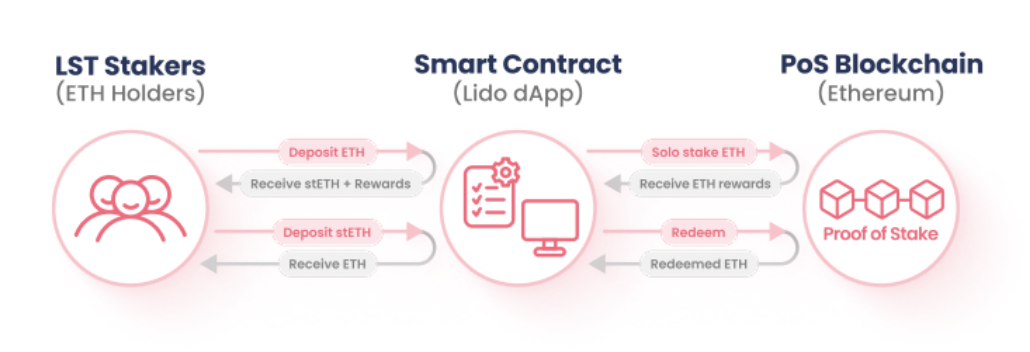 LST Stakers
(ETH Holders)
Smart Contract
(Lido dApp)
PoS Blockchain
(Ethereum)
Deposit ETH
Receive stETH + Rewards
Deposit stETH
Receive ETH
Solo stake ETH
Receive ETH rewards
Redeem
Redeemed ETH
Proof of Stake